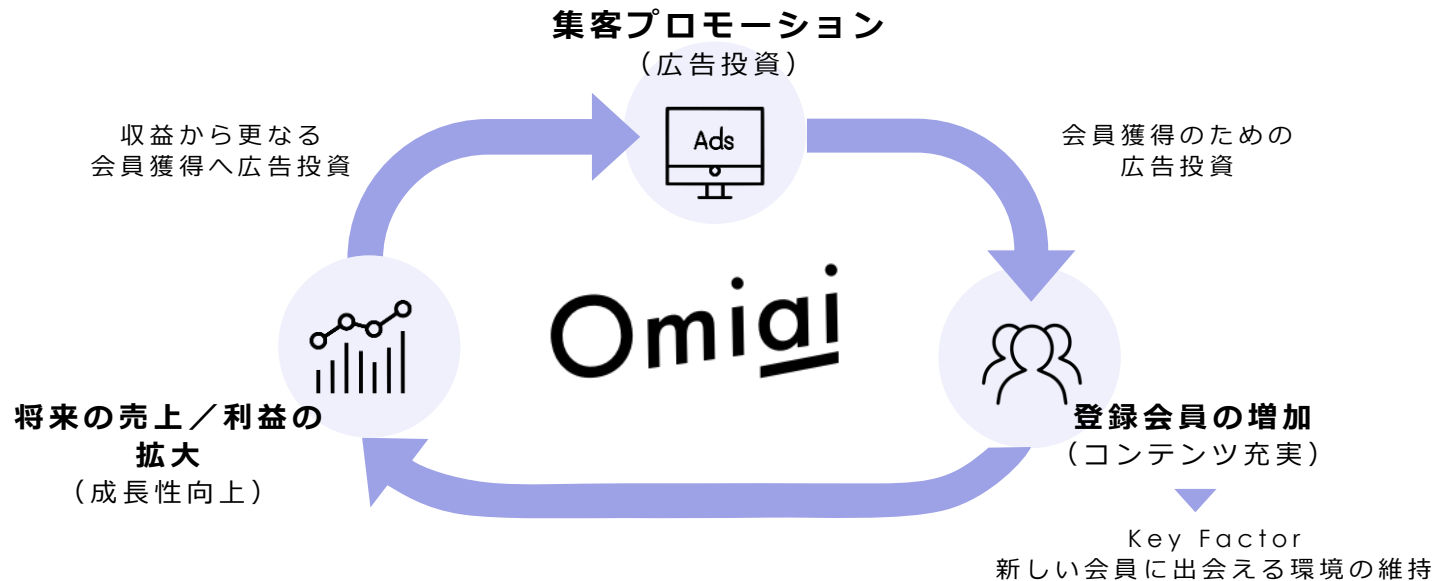 集客プロモーション
（広告投資）
Ads
収益から更なる
会員獲得へ広告投資
会員獲得のための
広告投資
Omiai
将来の売上／利益の
拡大
（成長性向上）
登録会員の増加
（コンテンツ充実）
Key Factor
新しい会員に出会える環境の維持